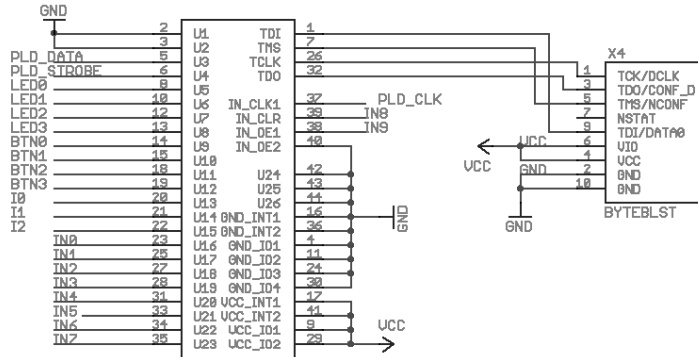 GND
2 U1 TDI 1
3 U2 TMS 7
PLD_DATA 5 U3 TCLK 26
PLD_STROBE 6 U4 TDO 32
LED0 8 U5
LED1 10 U6 IN_CLK1 37 PLD_CLK
LED2 12 U7 IN_CLR 39 IN8
LED3 13 U8 IN_OE1 38 IN9
BTN0 14 U9 IN_OE2 40
BTN1 15 U10
BTN2 18 U11 U24 42
BTN3 19 U12 U25 43
I0 20 U13 U26 44
I1 21 U14 GND_INT1 16
I2 22 U15 GND_INT2 36
IN0 23 U16 GND_IO1 4
IN1 25 U17 GND_IO2 11
IN2 27 U18 GND_IO3 24
IN3 28 U19 GND_IO4 30
IN4 31 U20 VCC_INT1 17
IN5 33 U21 VCC_INT2 41
IN6 34 U22 VCC_IO1 9
IN7 35 U23 VCC_IO2 29
GND
VCC
X4
1 TCK/DCLK
3 TDO/CONF_D
5 TMS/NCONF
7 NSTAT
9 TDI/DATA0
VCC 6 VIO
VCC 4 VCC
GND 2 GND
10 GND
GND
BYTEBLST